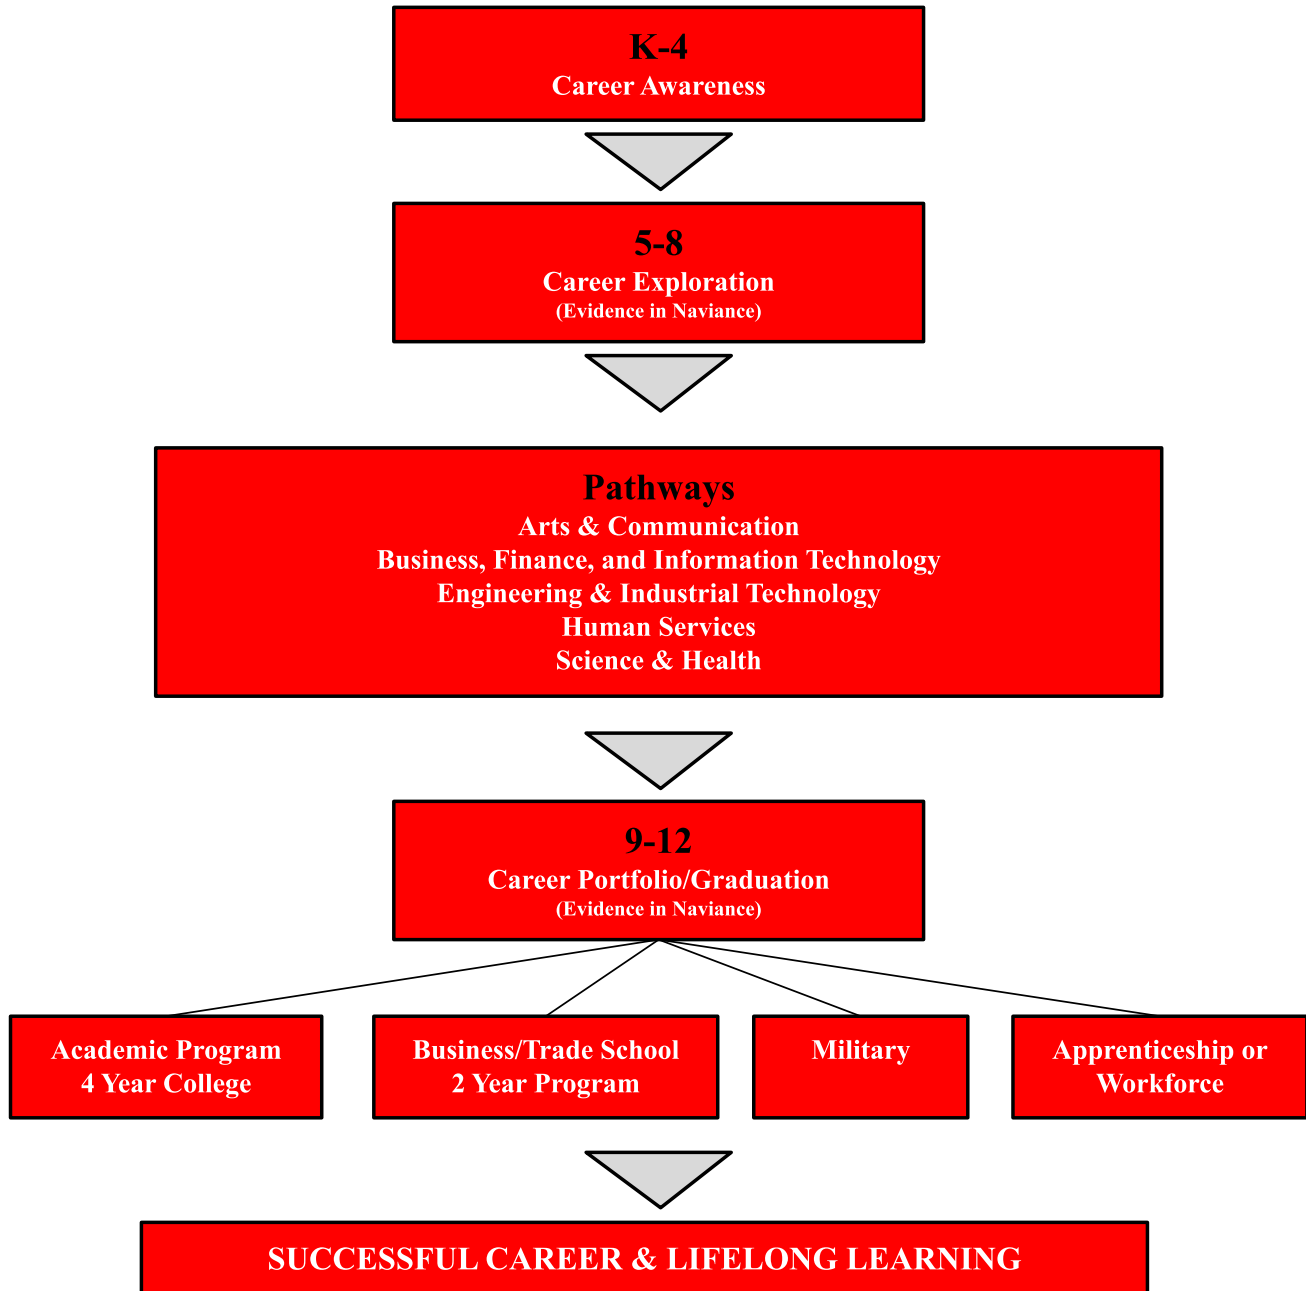 K-4
Career Awareness
5-8
Career Exploration
(Evidence in Naviance)
Pathways
Arts & Communication
Business, Finance, and Information Technology
Engineering & Industrial Technology
Human Services
Science & Health
9-12
Career Portfolio/Graduation
(Evidence in Naviance)
Academic Program
4 Year College
Business/Trade School
2 Year Program
Military
Apprenticeship or
Workforce
SUCCESSFUL CAREER & LIFELONG LEARNING